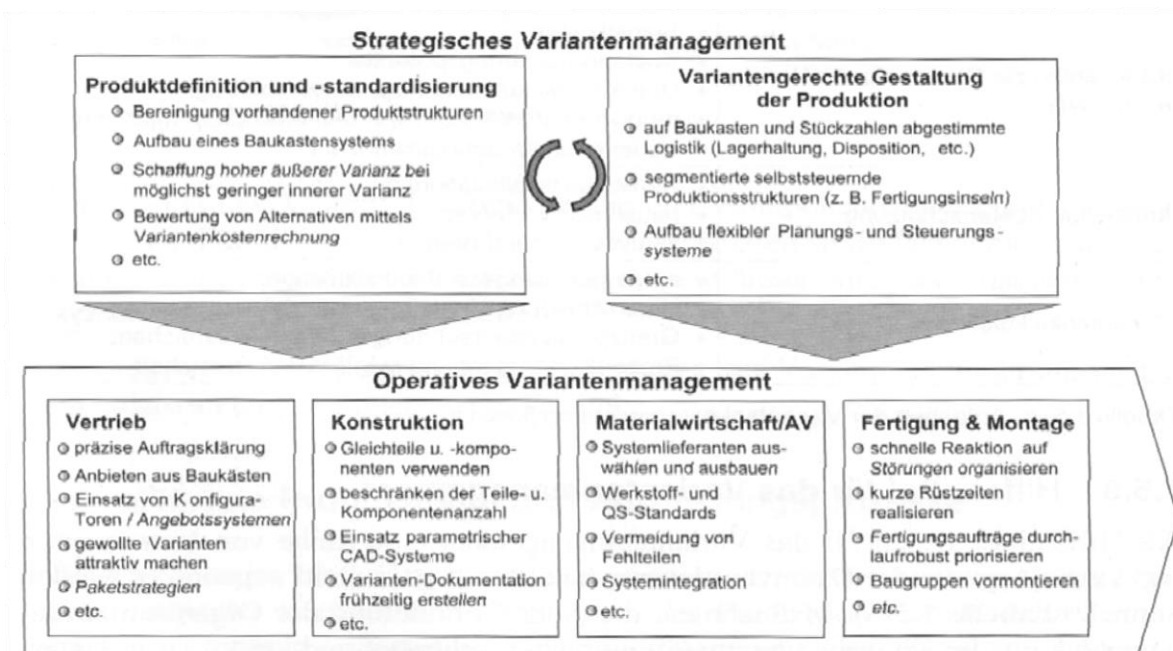 Strategisches Variantenmanagement
Produktdefinition und -standardisierung
Bereinigung vorhandener Produktstrukturen
Aufbau eines Baukastensystems
Schaffung hoher äußerer Varianz bei
möglichst geringer innerer Varianz
Bewertung von Alternativen mittels
Variantenkostenrechnung
etc.
Variantengerechte Gestaltung
der Produktion
auf Baukasten und Stückzahlen abgestimmte
Logistik (Lagerhaltung, Disposition, etc.)
segmentierte selbststeuernde
Produktionsstrukturen (z. B. Fertigungsinseln)
Aufbau flexibler Planungs- und Steuerungs-
systeme
etc.
Operatives Variantenmanagement
Vertrieb
präzise Auftragsklärung
Anbieten aus Baukästen
Einsatz von K onfigura-
Toren / Angebotssystemen
gewollte Varianten
attraktiv machen
Paketstrategien
etc.
Konstruktion
Gleichteile u. -kompo-
nenten verwenden
beschränken der Teile- u.
Komponentenanzahl
Einsatz parametrischer
CAD-Systeme
Varianten-Dokumentation
frühzeitig erstellen
etc.
Materialwirtschaft/AV
Systemlieferanten aus-
wählen und ausbauen
Werkstoff- und
QS-Standards
Vermeidung von
Fehlteilen
Systemintegration
etc.
Fertigung & Montage
schnelle Reaktion auf
Störungen organisieren
kurze Rüstzeiten
realisieren
Fertigungsaufträge durch-
laufrobust priorisieren
Baugruppen vormontieren
etc.